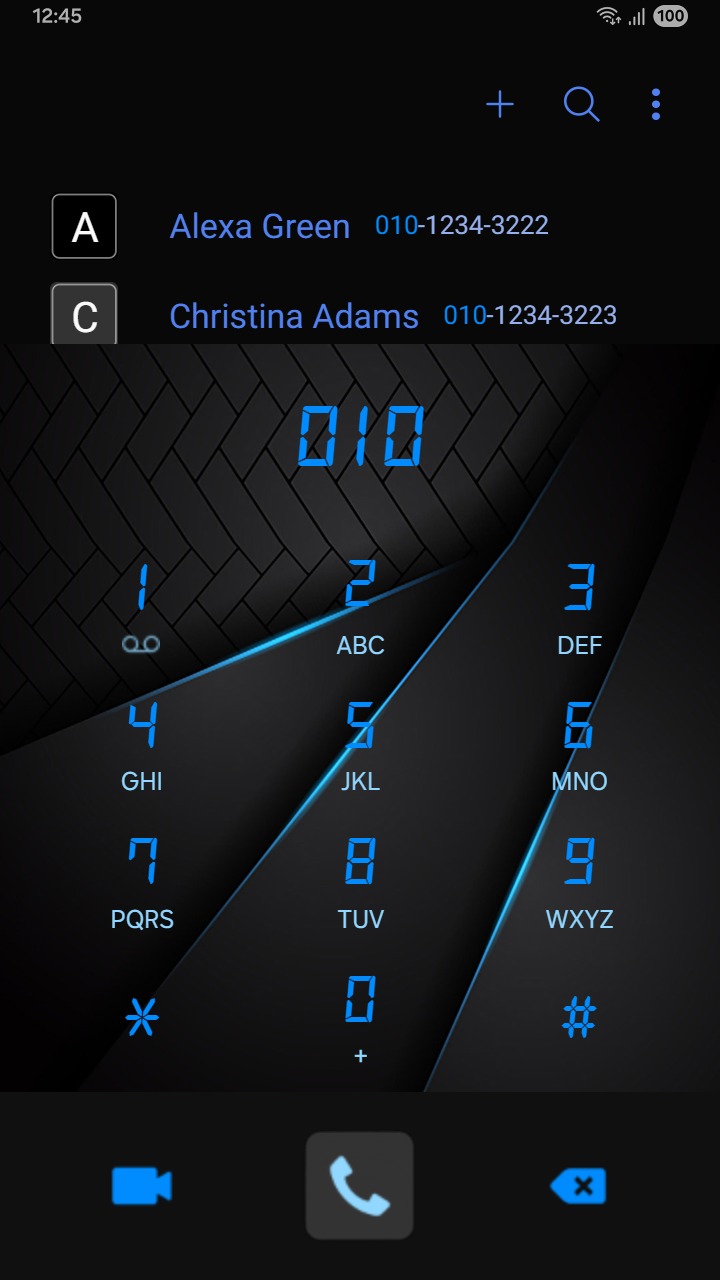 12:45 100
A Alexa Green 010-1234-3222
C Christina Adams 010-1234-3223
010
1 2 3
ABC DEF
4 5 6
GHI JKL MNO
7 8 9
PQRS TUV WXYZ
* 0 #
+